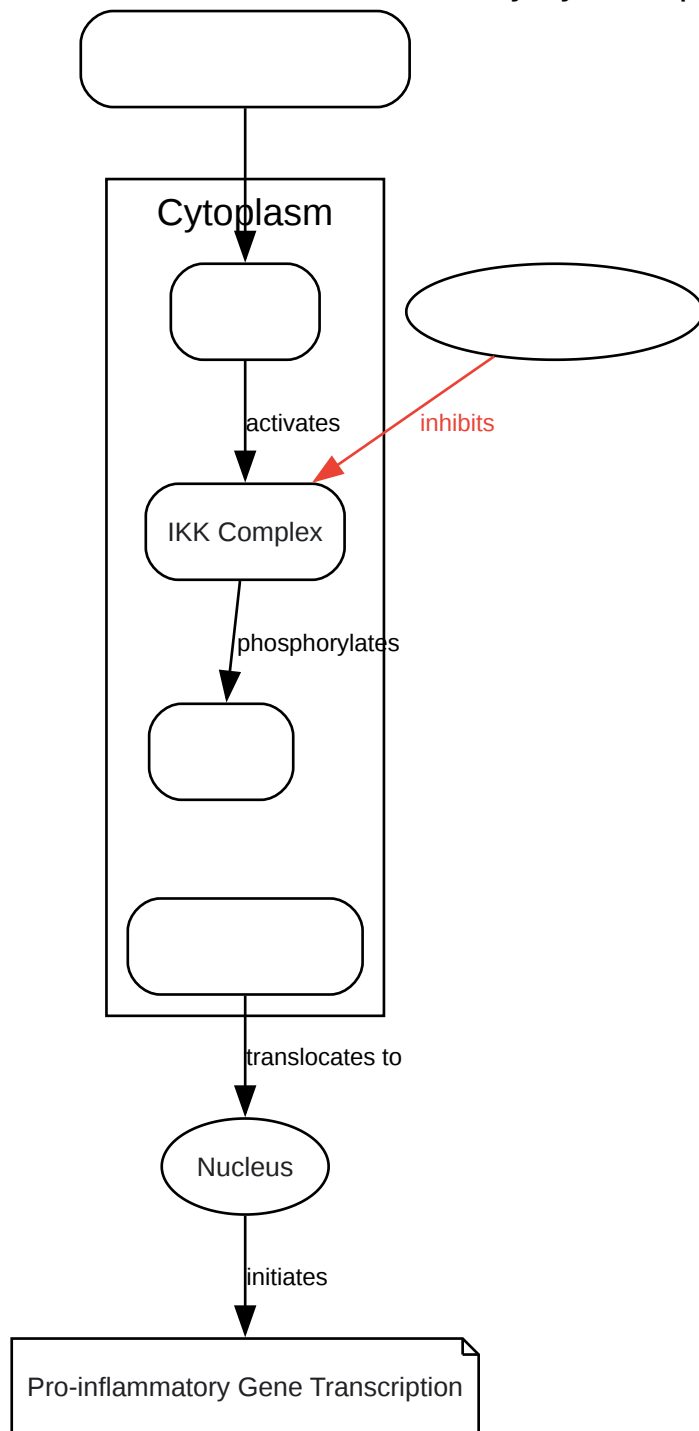 Cytoplasm
activates
inhibits
IKK Complex
phosphorylates
translocates to
Nucleus
initiates
Pro-inflammatory Gene Transcription